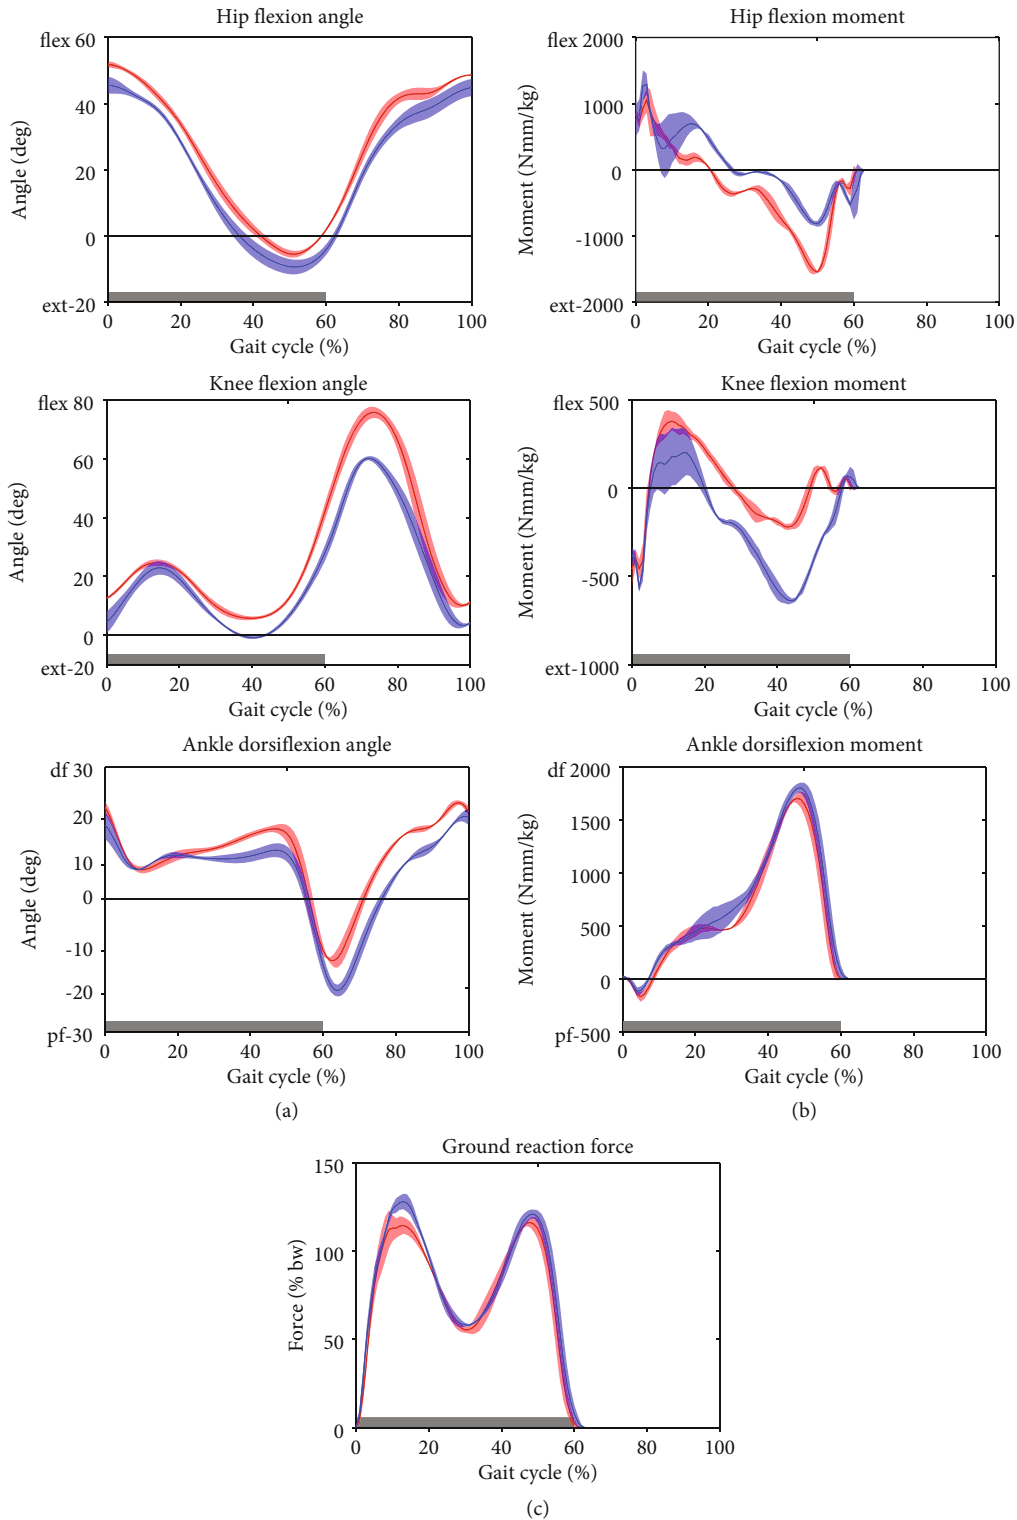 Hip flexion angle
flex 60
40
20
0
ext-20
Angle (deg)
0 20 40 60 80 100
Gait cycle (%)
Hip flexion moment
flex 2000
1000
0
-1000
ext-2000
Moment (Nmm/kg)
0 20 40 60 80 100
Gait cycle (%)
Knee flexion angle
flex 80
60
40
20
0
ext-20
Angle (deg)
0 20 40 60 80 100
Gait cycle (%)
Knee flexion moment
flex 500
0
-500
ext-1000
Moment (Nmm/kg)
0 20 40 60 80 100
Gait cycle (%)
Ankle dorsiflexion angle
df 30
20
10
0
-10
-20
pf-30
Angle (deg)
0 20 40 60 80 100
Gait cycle (%)
(a)
Ankle dorsiflexion moment
df 2000
1500
1000
500
0
pf-500
Moment (Nmm/kg)
0 20 40 60 80 100
Gait cycle (%)
(b)
Ground reaction force
150
100
50
0
Force (% bw)
0 20 40 60 80 100
Gait cycle (%)
(c)